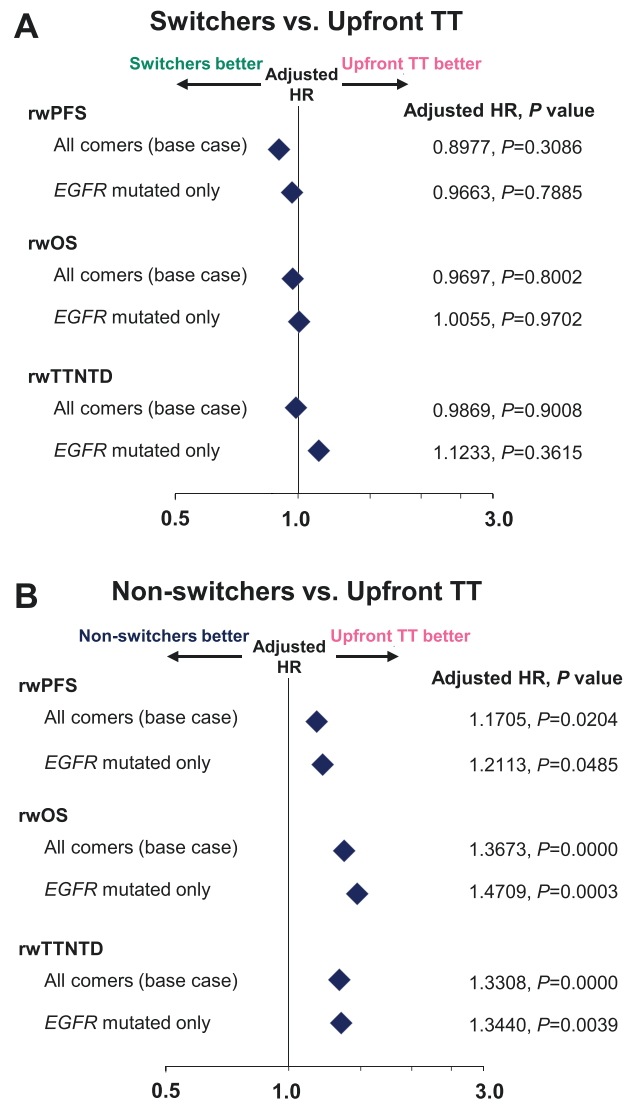 A
Switchers vs. Upfront TT
Switchers better
Adjusted
HR
Upfront TT better
Adjusted HR, P value
rwPFS
All comers (base case) 0.8977, P=0.3086
EGFR mutated only 0.9663, P=0.7885
rwOS
All comers (base case) 0.9697, P=0.8002
EGFR mutated only 1.0055, P=0.9702
rwTTNTD
All comers (base case) 0.9869, P=0.9008
EGFR mutated only 1.1233, P=0.3615
0.5 1.0 3.0
B
Non-switchers vs. Upfront TT
Non-switchers better
Adjusted
HR
Upfront TT better
Adjusted HR, P value
rwPFS
All comers (base case) 1.1705, P=0.0204
EGFR mutated only 1.2113, P=0.0485
rwOS
All comers (base case) 1.3673, P=0.0000
EGFR mutated only 1.4709, P=0.0003
rwTTNTD
All comers (base case) 1.3308, P=0.0000
EGFR mutated only 1.3440, P=0.0039
0.5 1.0 3.0